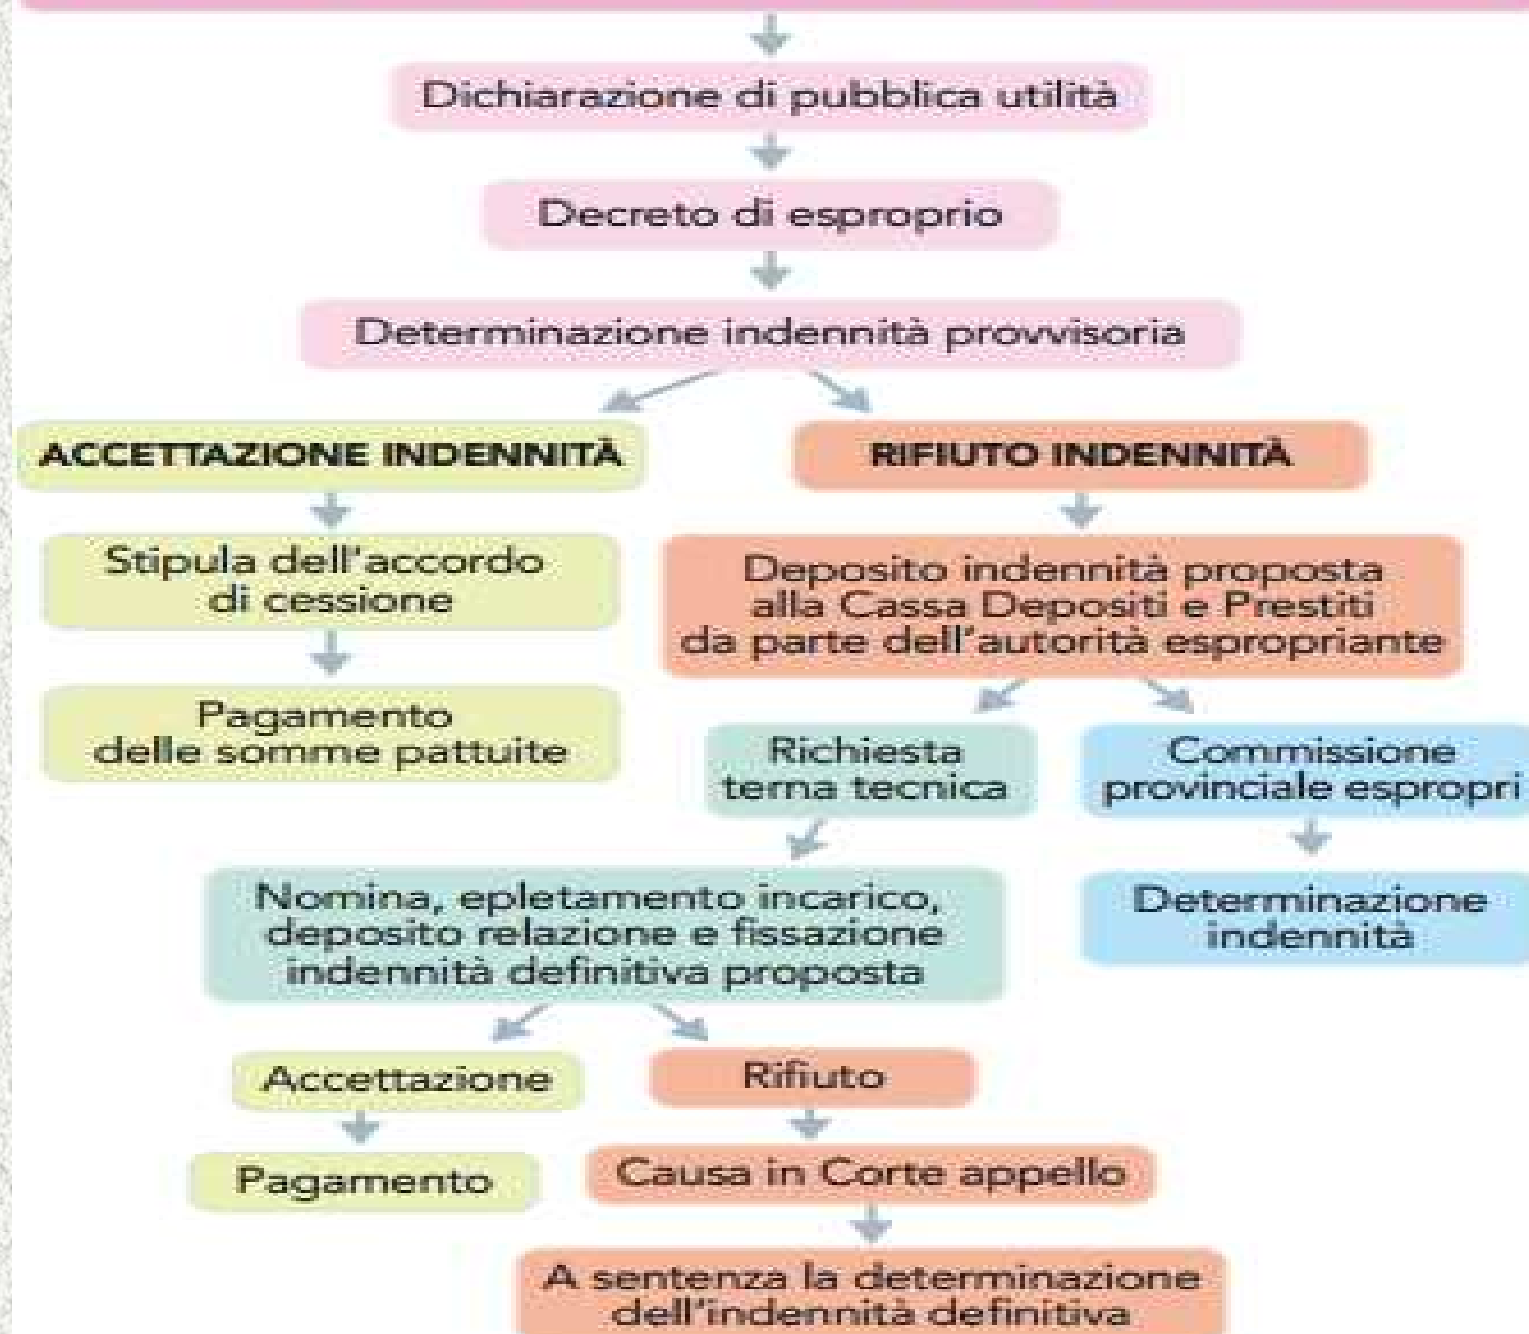 Dichiarazione di pubblica utilità
Decreto di esproprio
Determinazione indennità provvisoria
ACCETTAZIONE INDENNITÀ
Stipula dell'accordo
di cessione
Pagamento
delle somme pattuite
RIFIUTO INDENNITÀ
Deposito indennità proposta
alla Cassa Depositi e Prestiti
da parte dell'autorità espropriante
Richiesta
terna tecnica
Commissione
provinciale espropri
Nomina, epletamento incarico,
deposito relazione e fissazione
indennità definitiva proposta
Determinazione
indennità
Accettazione
Pagamento
Rifiuto
Causa in Corte appello
A sentenza la determinazione
dell'indennità definitiva